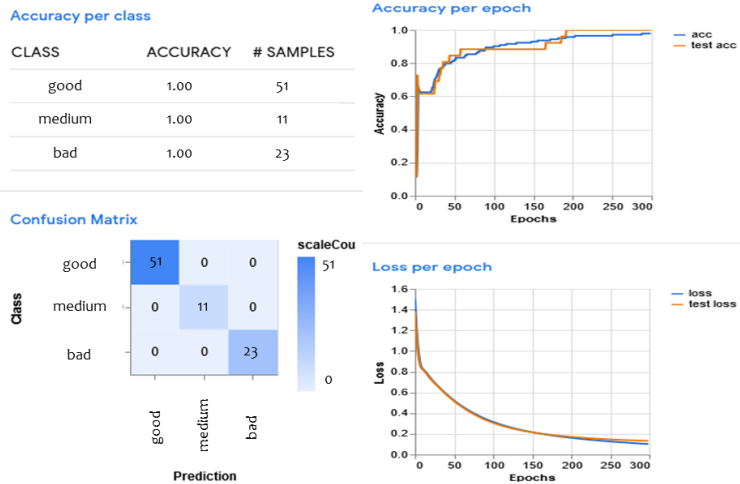 Accuracy per class
CLASS ACCURACY # SAMPLES
good 1.00 51
medium 1.00 11
bad 1.00 23
Confusion Matrix
Class
good 51 0 0
medium 0 11 0
bad 0 0 23
good medium bad
Prediction
scaleCou
51
0
Accuracy per epoch
acc
test acc
Accuracy
1.0
0.8
0.6
0.4
0.2
0.0
0 50 100 150 200 250 300
Epochs
Loss per epoch
loss
test loss
Loss
1.6
1.4
1.2
1.0
0.8
0.6
0.4
0.2
0.0
0 50 100 150 200 250 300
Epochs